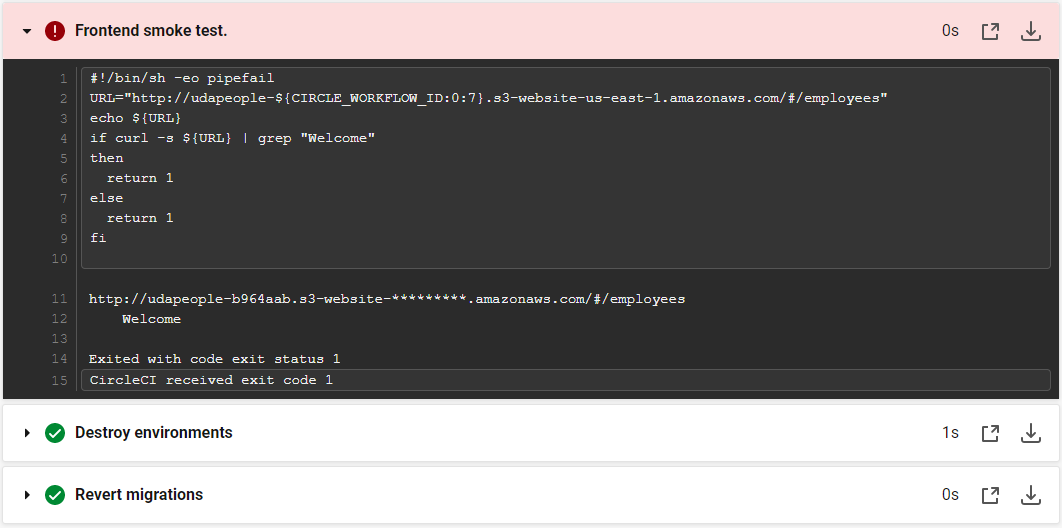 Frontend smoke test. 0s
1 #!/bin/sh -eo pipefail
2 URL="http://udapeople-${CIRCLE_WORKFLOW_ID:0:7}.s3-website-us-east-1.amazonaws.com/#/employees"
3 echo ${URL}
4 if curl -s ${URL} | grep "Welcome"
5 then
6   return 1
7 else
8   return 1
9 fi
10
11 http://udapeople-b964aab.s3-website-*********.amazonaws.com/#/employees
12     Welcome
13
14 Exited with code exit status 1
15 CircleCI received exit code 1
Destroy environments 1s
Revert migrations 0s